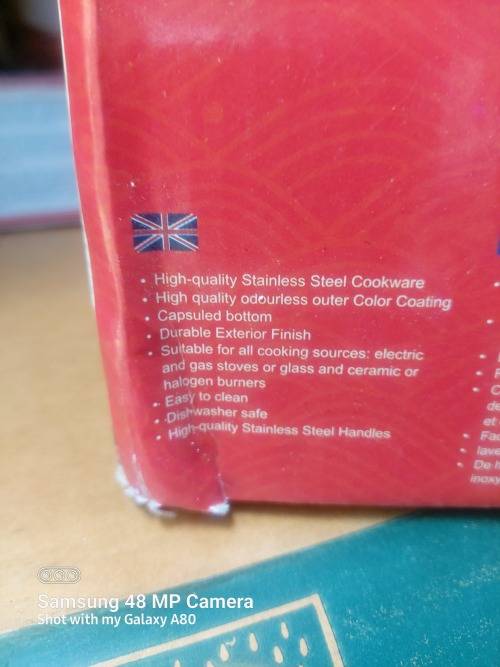 • High-quality Stainless Steel Cookware
• High quality odourless outer Color Coating
• Capsuled bottom
• Durable Exterior Finish
• Suitable for all cooking sources: electric
and gas stoves or glass and ceramic or
halogen burners
• Easy to clean
• Dishwasher safe
• High-quality Stainless Steel Handles
et
• De
Samsung 48 MP Camera
Shot with my Galaxy A80